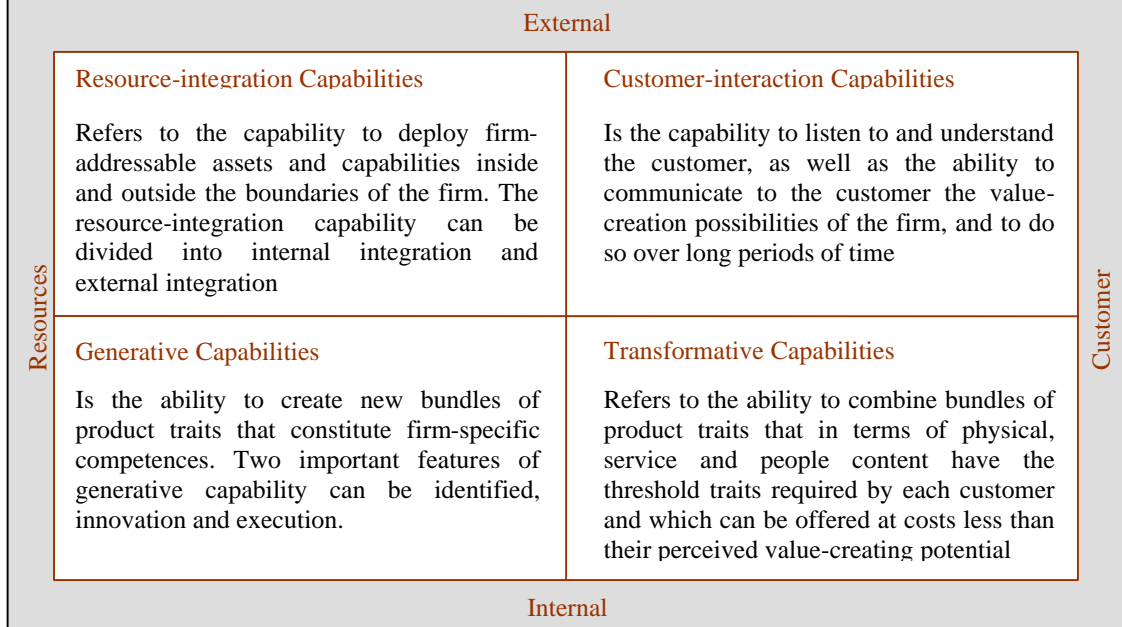 External
Resource-integration Capabilities
Refers to the capability to deploy firm-
addressable assets and capabilities inside
and outside the boundaries of the firm. The
resource-integration capability can be
divided into internal integration and
external integration
Customer-interaction Capabilities
Is the capability to listen to and understand
the customer, as well as the ability to
communicate to the customer the value-
creation possibilities of the firm, and to do
so over long periods of time
Resources
Customer
Generative Capabilities
Is the ability to create new bundles of
product traits that constitute firm-specific
competences. Two important features of
generative capability can be identified,
innovation and execution.
Transformative Capabilities
Refers to the ability to combine bundles of
product traits that in terms of physical,
service and people content have the
threshold traits required by each customer
and which can be offered at costs less than
their perceived value-creating potential
Internal